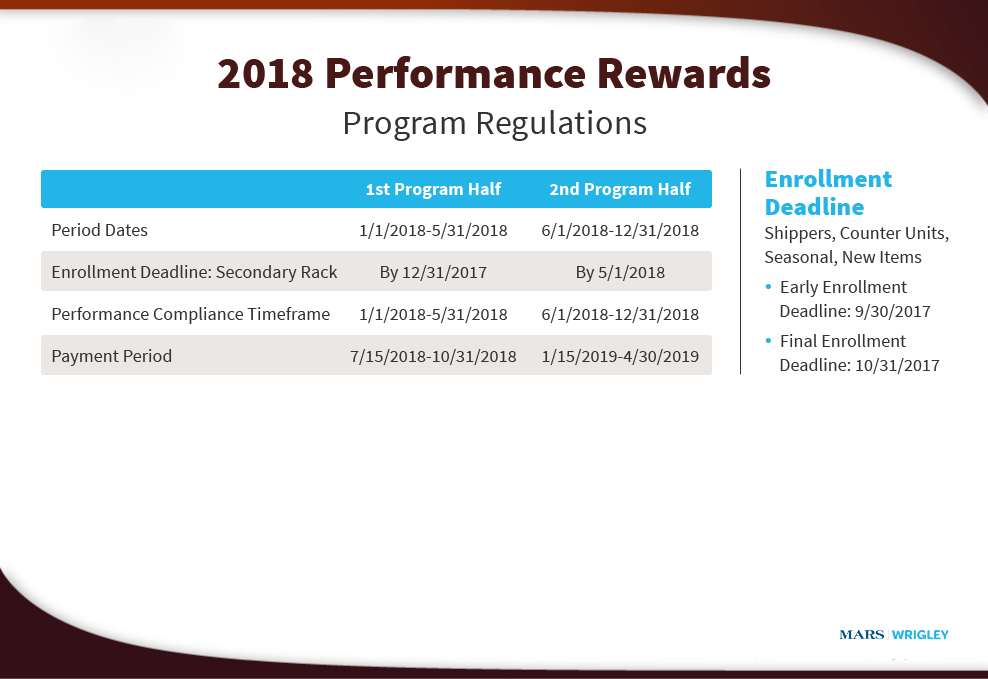 2018 Performance Rewards
Program Regulations
1st Program Half 2nd Program Half
Period Dates 1/1/2018-5/31/2018 6/1/2018-12/31/2018
Enrollment Deadline: Secondary Rack By 12/31/2017 By 5/1/2018
Performance Compliance Timeframe 1/1/2018-5/31/2018 6/1/2018-12/31/2018
Payment Period 7/15/2018-10/31/2018 1/15/2019-4/30/2019
Enrollment
Deadline
Shippers, Counter Units,
Seasonal, New Items
• Early Enrollment
Deadline: 9/30/2017
• Final Enrollment
Deadline: 10/31/2017
MARS WRIGLEY